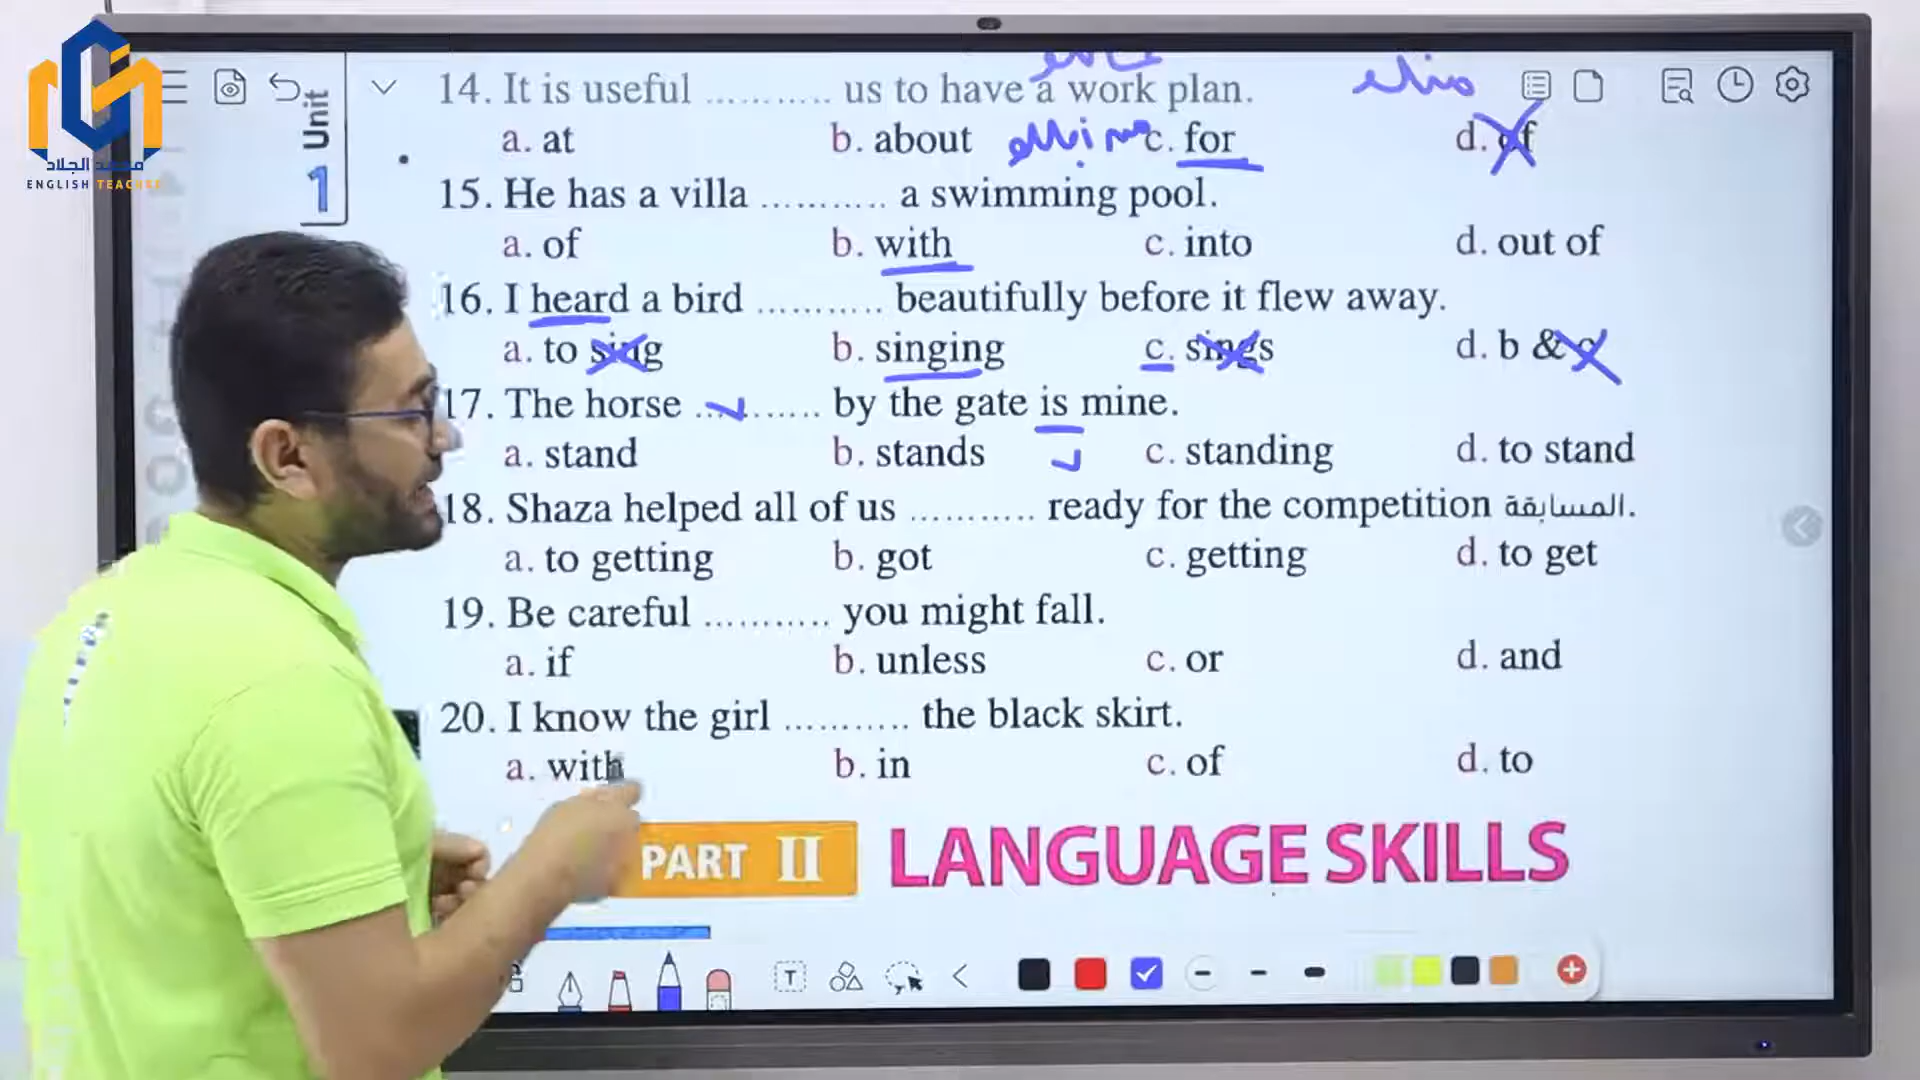 محمد الجلاد
ENGLISH TEACHER
Unit
1
14. It is useful ........... us to have a work plan.
a. at b. about c. for d. of
15. He has a villa ........... a swimming pool.
a. of b. with c. into d. out of
16. I heard a bird ........... beautifully before it flew away.
a. to sing b. singing c. sings d. b & c
17. The horse ........... by the gate is mine.
a. stand b. stands c. standing d. to stand
18. Shaza helped all of us ........... ready for the competition المسابقة.
a. to getting b. got c. getting d. to get
19. Be careful ........... you might fall.
a. if b. unless c. or d. and
20. I know the girl ........... the black skirt.
a. with b. in c. of d. to
PART II LANGUAGE SKILLS
T